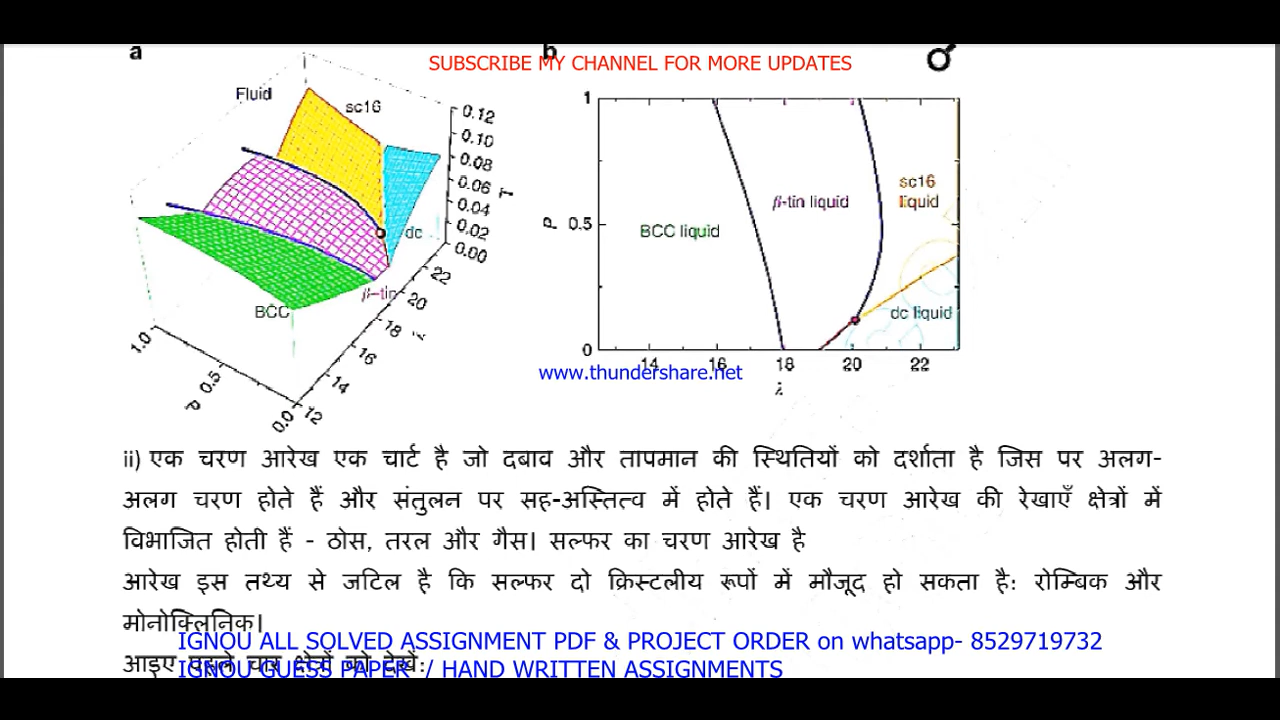 a
b
SUBSCRIBE MY CHANNEL FOR MORE UPDATES
Fluid
sc16
0.12
0.10
0.08
0.06
0.04
0.02
0.00
T
dc
β-tin
BCC
22
20
18
16
14
12
1.0
0.5
0.0
P
1
0.5
0
P
BCC liquid
β-tin liquid
sc16
liquid
dc liquid
14 16 18 20 22
λ
www.thundershare.net
ii) एक चरण आरेख एक चार्ट है जो दबाव और तापमान की स्थितियों को दर्शाता है जिस पर अलग-
अलग चरण होते हैं और संतुलन पर सह-अस्तित्व में होते हैं। एक चरण आरेख की रेखाएँ क्षेत्रों में
विभाजित होती हैं - ठोस, तरल और गैस। सल्फर का चरण आरेख है
आरेख इस तथ्य से जटिल है कि सल्फर दो क्रिस्टलीय रूपों में मौजूद हो सकता है: रोम्बिक और
मोनोक्लिनिक।
IGNOU ALL SOLVED ASSIGNMENT PDF & PROJECT ORDER on whatsapp- 8529719732
आइए पहले चार क्षेत्रों को देखें:
IGNOU GUESS PAPER / HAND WRITTEN ASSIGNMENTS